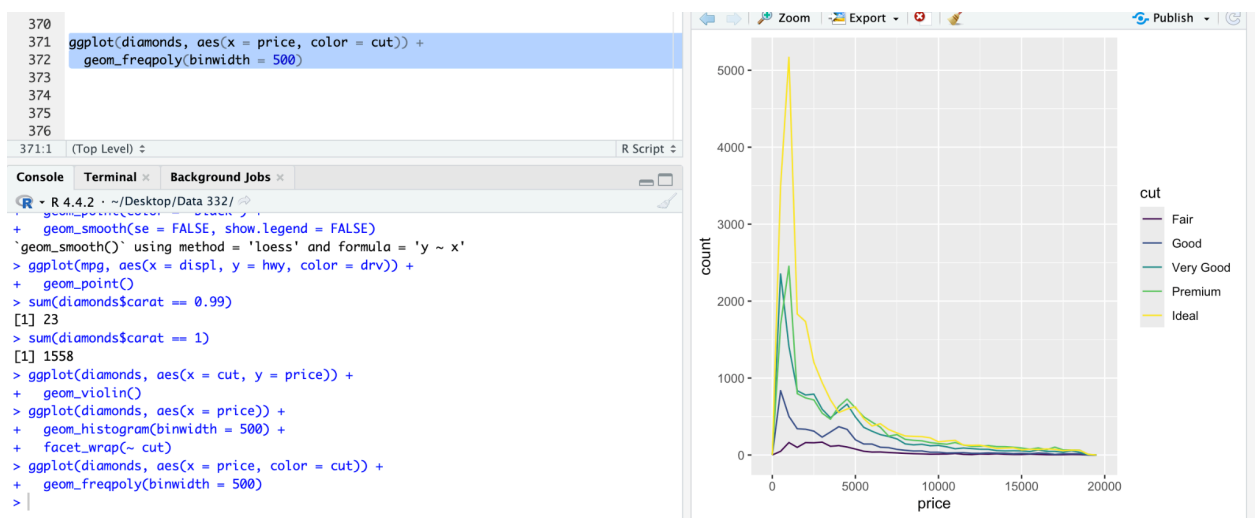 370
371 ggplot(diamonds, aes(x = price, color = cut)) +
372   geom_freqpoly(binwidth = 500)
373
374
375
376
371:1 (Top Level) R Script
Console Terminal × Background Jobs ×
R 4.4.2 · ~/Desktop/Data 332/
+   geom_point(color = "black") +
+   geom_smooth(se = FALSE, show.legend = FALSE)
`geom_smooth()` using method = 'loess' and formula = 'y ~ x'
> ggplot(mpg, aes(x = displ, y = hwy, color = drv)) +
+   geom_point()
> sum(diamonds$carat == 0.99)
[1] 23
> sum(diamonds$carat == 1)
[1] 1558
> ggplot(diamonds, aes(x = cut, y = price)) +
+   geom_violin()
> ggplot(diamonds, aes(x = price)) +
+   geom_histogram(binwidth = 500) +
+   facet_wrap(~ cut)
> ggplot(diamonds, aes(x = price, color = cut)) +
+   geom_freqpoly(binwidth = 500)
>
Zoom Export Publish
5000
4000
3000
2000
1000
0
count
0 5000 10000 15000 20000
price
cut
Fair
Good
Very Good
Premium
Ideal